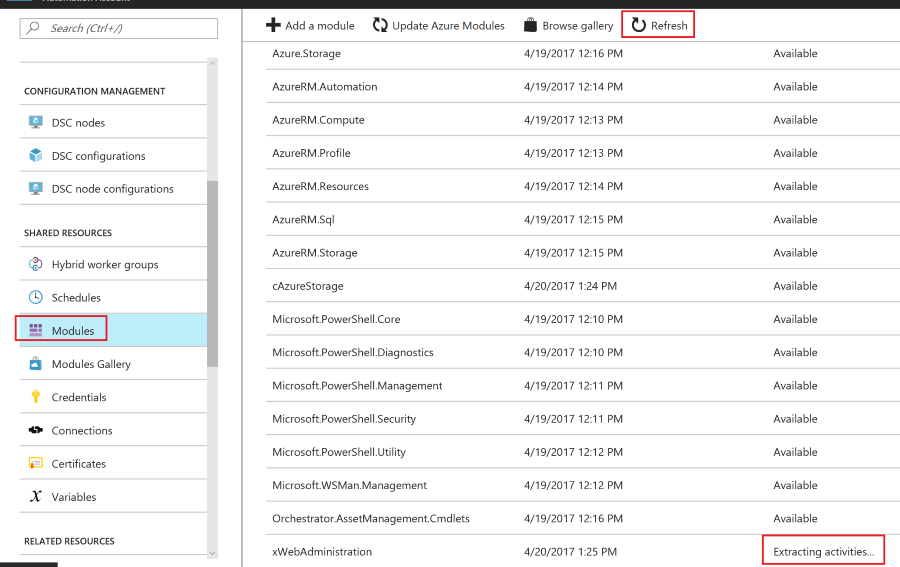 Automation Account
Search (Ctrl+/)
CONFIGURATION MANAGEMENT
DSC nodes
DSC configurations
DSC node configurations
SHARED RESOURCES
Hybrid worker groups
Schedules
Modules
Modules Gallery
Credentials
Connections
Certificates
Variables
RELATED RESOURCES
Add a module Update Azure Modules Browse gallery Refresh
Azure.Storage 4/19/2017 12:16 PM Available
AzureRM.Automation 4/19/2017 12:14 PM Available
AzureRM.Compute 4/19/2017 12:13 PM Available
AzureRM.Profile 4/19/2017 12:13 PM Available
AzureRM.Resources 4/19/2017 12:14 PM Available
AzureRM.Sql 4/19/2017 12:15 PM Available
AzureRM.Storage 4/19/2017 12:15 PM Available
cAzureStorage 4/20/2017 1:24 PM Available
Microsoft.PowerShell.Core 4/19/2017 12:10 PM Available
Microsoft.PowerShell.Diagnostics 4/19/2017 12:10 PM Available
Microsoft.PowerShell.Management 4/19/2017 12:11 PM Available
Microsoft.PowerShell.Security 4/19/2017 12:11 PM Available
Microsoft.PowerShell.Utility 4/19/2017 12:12 PM Available
Microsoft.WSMan.Management 4/19/2017 12:12 PM Available
Orchestrator.AssetManagement.Cmdlets 4/19/2017 12:16 PM Available
xWebAdministration 4/20/2017 1:25 PM Extracting activities...